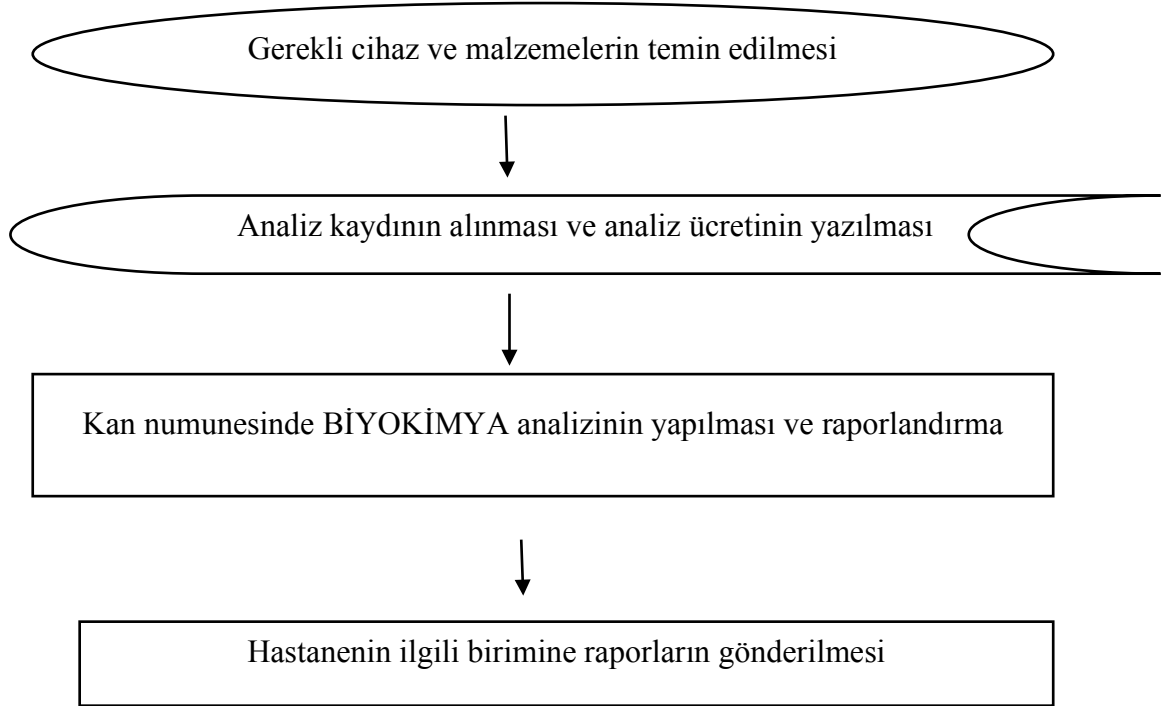 Gerekli cihaz ve malzemelerin temin edilmesi
Analiz kaydının alınması ve analiz ücretinin yazılması
Kan numunesinde BİYOKİMYA analizinin yapılması ve raporlandırma
Hastanenin ilgili birimine raporların gönderilmesi